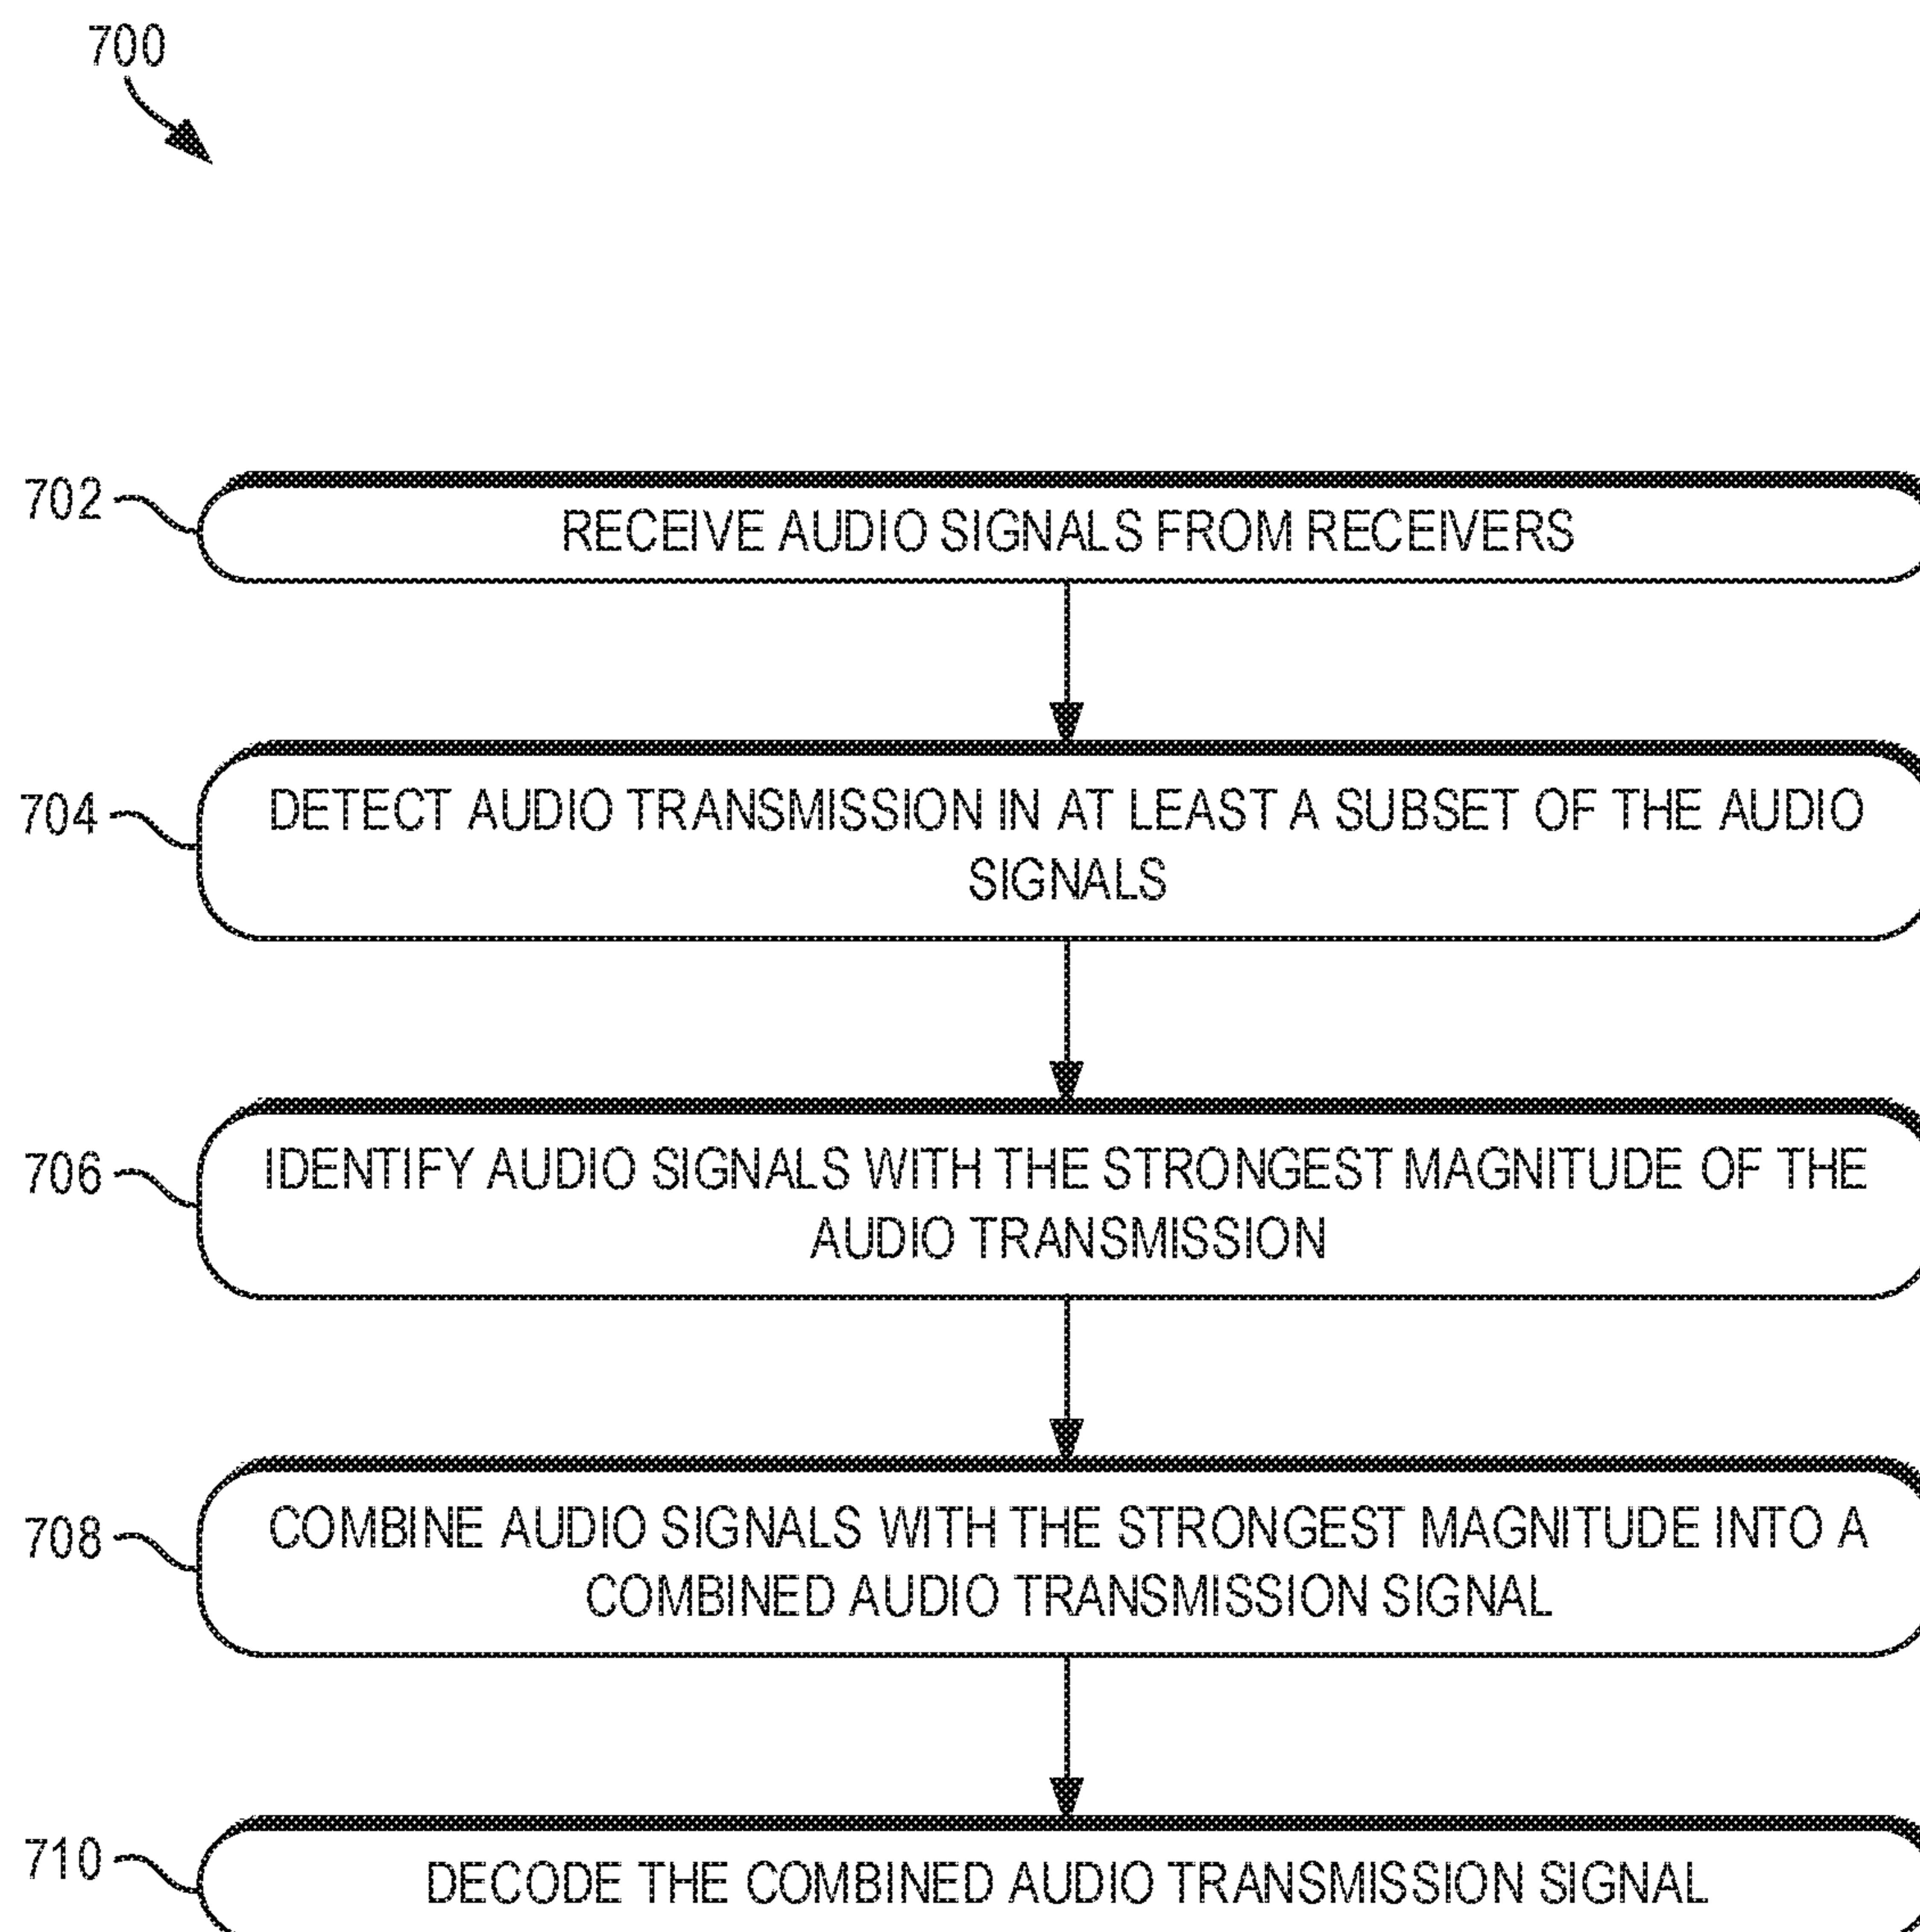 700
702
RECEIVE AUDIO SIGNALS FROM RECEIVERS
704
DETECT AUDIO TRANSMISSION IN AT LEAST A SUBSET OF THE AUDIO
SIGNALS
706
IDENTIFY AUDIO SIGNALS WITH THE STRONGEST MAGNITUDE OF THE
AUDIO TRANSMISSION
708
COMBINE AUDIO SIGNALS WITH THE STRONGEST MAGNITUDE INTO A
COMBINED AUDIO TRANSMISSION SIGNAL
710
DECODE THE COMBINED AUDIO TRANSMISSION SIGNAL